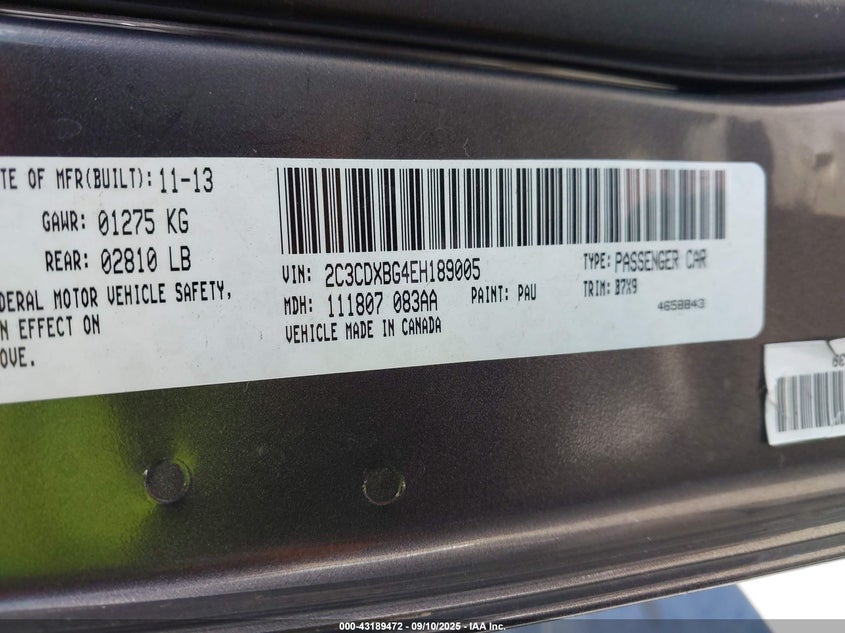 TE OF MFR(BUILT): 11-13
GAWR: 01275 KG
REAR: 02810 LB
DERAL MOTOR VEHICLE SAFETY,
N EFFECT ON
OVE.
VIN: 2C3CDXBG4EH189005
TYPE: PASSENGER CAR
MDH: 111807 083AA
PAINT: PAU
TRIM: B7X9
VEHICLE MADE IN CANADA
4658843
000-43189472 - 09/10/2025 - IAA Inc.